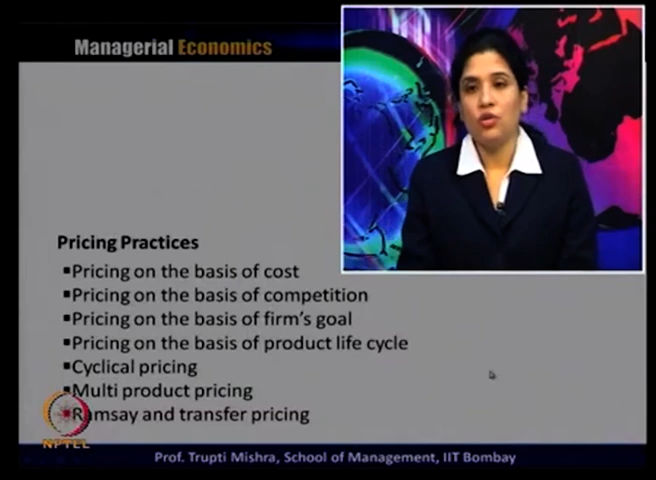 Managerial Economics
Pricing Practices
▪Pricing on the basis of cost
▪Pricing on the basis of competition
▪Pricing on the basis of firm's goal
▪Pricing on the basis of product life cycle
▪Cyclical pricing
▪Multi product pricing
▪Ramsay and transfer pricing
NPTEL
Prof. Trupti Mishra, School of Management, IIT Bombay